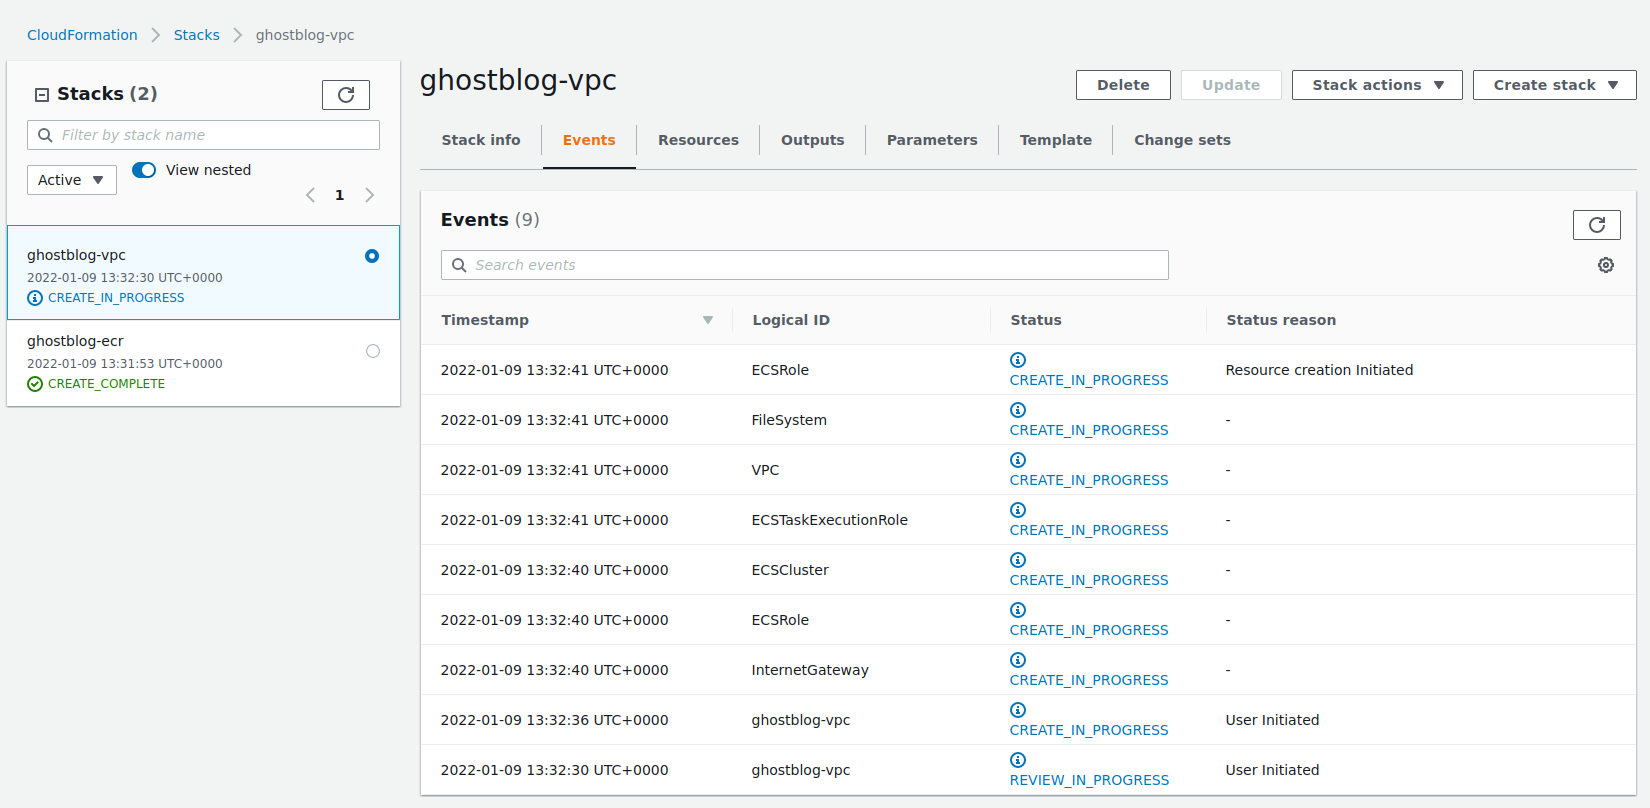 CloudFormation > Stacks > ghostblog-vpc
Stacks (2)
Filter by stack name
Active
View nested
1
ghostblog-vpc
2022-01-09 13:32:30 UTC+0000
CREATE_IN_PROGRESS
ghostblog-ecr
2022-01-09 13:31:53 UTC+0000
CREATE_COMPLETE
ghostblog-vpc
Delete Update Stack actions Create stack
Stack info Events Resources Outputs Parameters Template Change sets
Events (9)
Search events
Timestamp Logical ID Status Status reason
2022-01-09 13:32:41 UTC+0000 ECSRole CREATE_IN_PROGRESS Resource creation Initiated
2022-01-09 13:32:41 UTC+0000 FileSystem CREATE_IN_PROGRESS -
2022-01-09 13:32:41 UTC+0000 VPC CREATE_IN_PROGRESS -
2022-01-09 13:32:41 UTC+0000 ECSTaskExecutionRole CREATE_IN_PROGRESS -
2022-01-09 13:32:40 UTC+0000 ECSCluster CREATE_IN_PROGRESS -
2022-01-09 13:32:40 UTC+0000 ECSRole CREATE_IN_PROGRESS -
2022-01-09 13:32:40 UTC+0000 InternetGateway CREATE_IN_PROGRESS -
2022-01-09 13:32:36 UTC+0000 ghostblog-vpc CREATE_IN_PROGRESS User Initiated
2022-01-09 13:32:30 UTC+0000 ghostblog-vpc REVIEW_IN_PROGRESS User Initiated